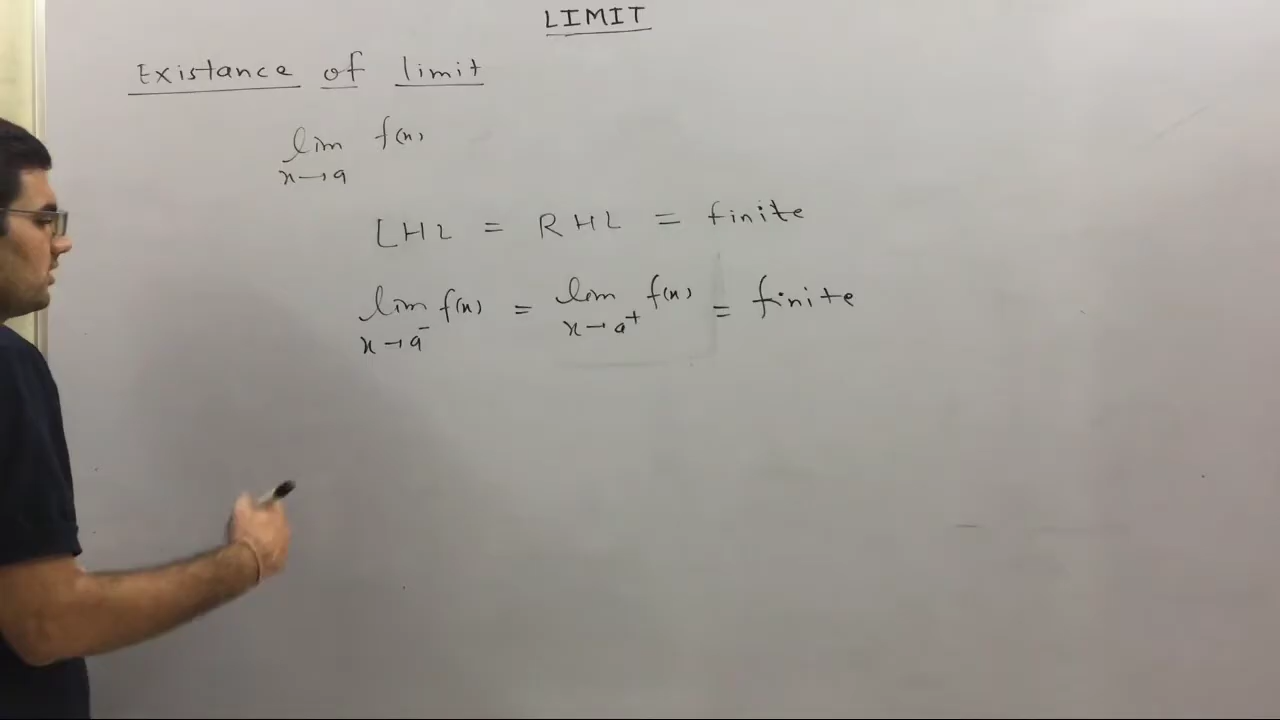 LIMIT
Existance of limit
lim f(x)
x→a
LHL = RHL = finite
lim f(x) = lim f(x) = finite
x→a⁻ x→a⁺